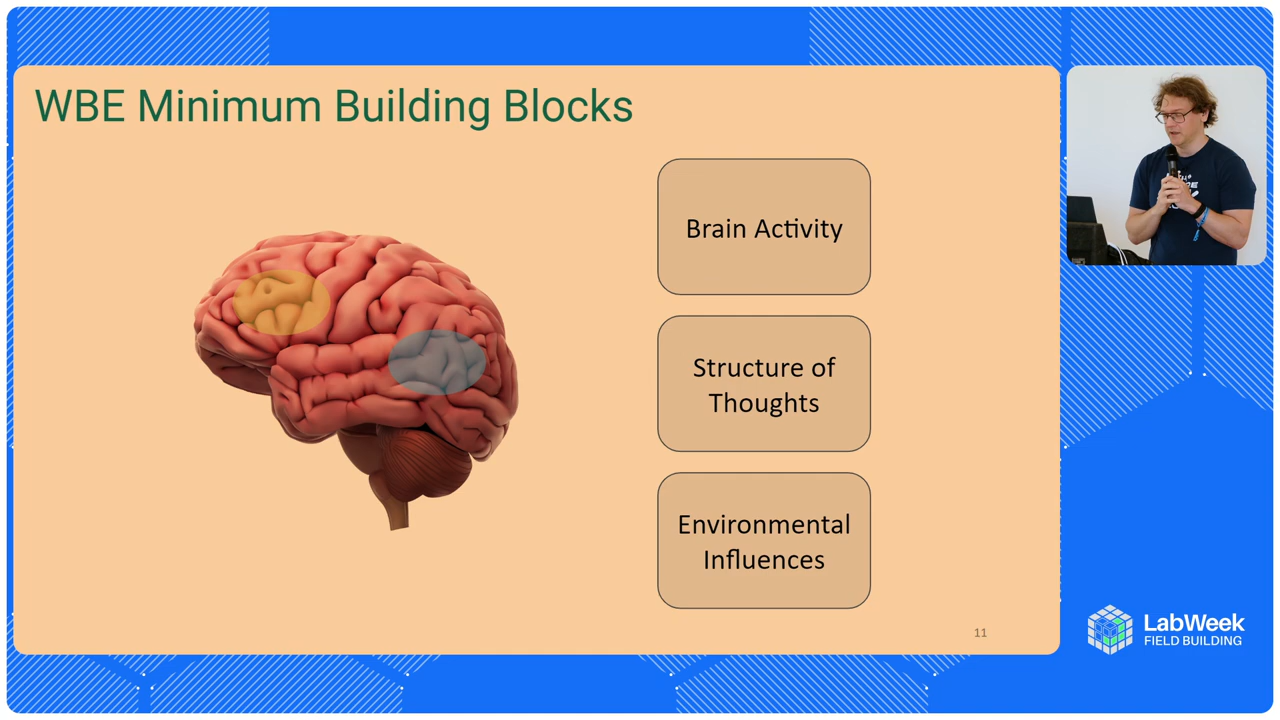 WBE Minimum Building Blocks
Brain Activity
Structure of
Thoughts
Environmental
Influences
11
LabWeek
FIELD BUILDING